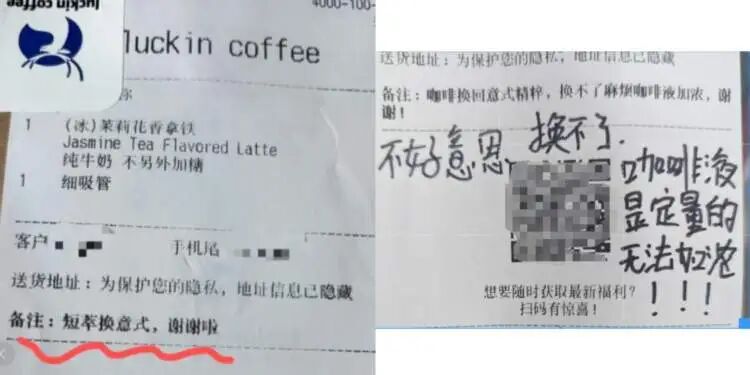 luckin coffee
4000-100-
luckin coffee
1 (冰)茉莉花香拿铁
Jasmine Tea Flavored Latte
纯牛奶 不另外加糖
1 细吸管
客户 手机尾
送货地址：为保护您的隐私，地址信息已隐藏
备注：短萃换意式，谢谢啦
送货地址：为保护您的隐私，地址信息已隐藏
备注：咖啡换回意式精粹，换不了麻烦咖啡液加浓，谢
谢！
不好意思 换不了.
咖啡液
是定量的
无法加浓
！！！
想要随时获取最新福利？
扫码有惊喜！